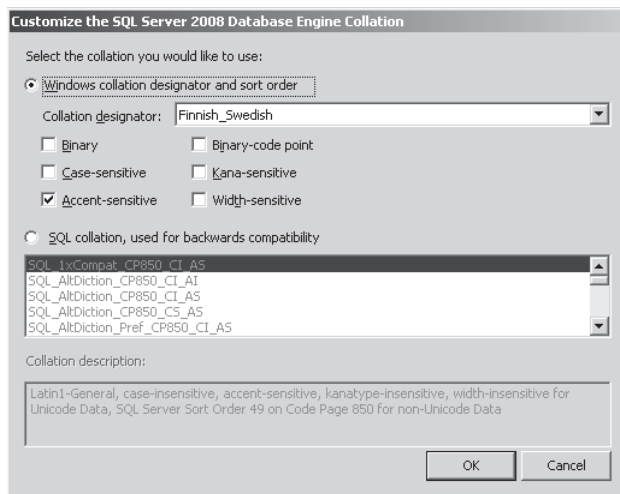 Customize the SQL Server 2008 Database Engine Collation
Select the collation you would like to use:
Windows collation designator and sort order
Collation designator: Finnish_Swedish
Binary Binary-code point
Case-sensitive Kana-sensitive
Accent-sensitive Width-sensitive
SQL collation, used for backwards compatibility
SQL_1xCompat_CP850_CI_AS
SQL_AltDiction_CP850_CI_AI
SQL_AltDiction_CP850_CI_AS
SQL_AltDiction_CP850_CS_AS
SQL_AltDiction_Pref_CP850_CI_AS
Collation description:
Latin1-General, case-insensitive, accent-sensitive, kanatype-insensitive, width-insensitive for
Unicode Data, SQL Server Sort Order 49 on Code Page 850 for non-Unicode Data
OK Cancel